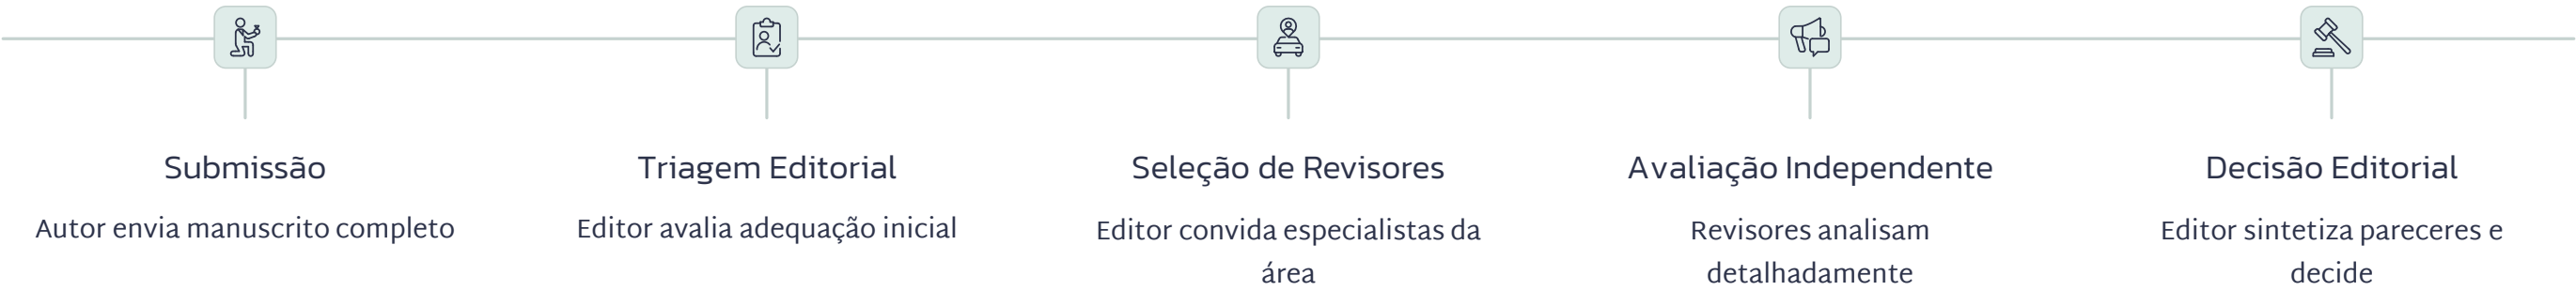 Submissão
Autor envia manuscrito completo
Triagem Editorial
Editor avalia adequação inicial
Seleção de Revisores
Editor convida especialistas da
área
Avaliação Independente
Revisores analisam
detalhadamente
Decisão Editorial
Editor sintetiza pareceres e
decide